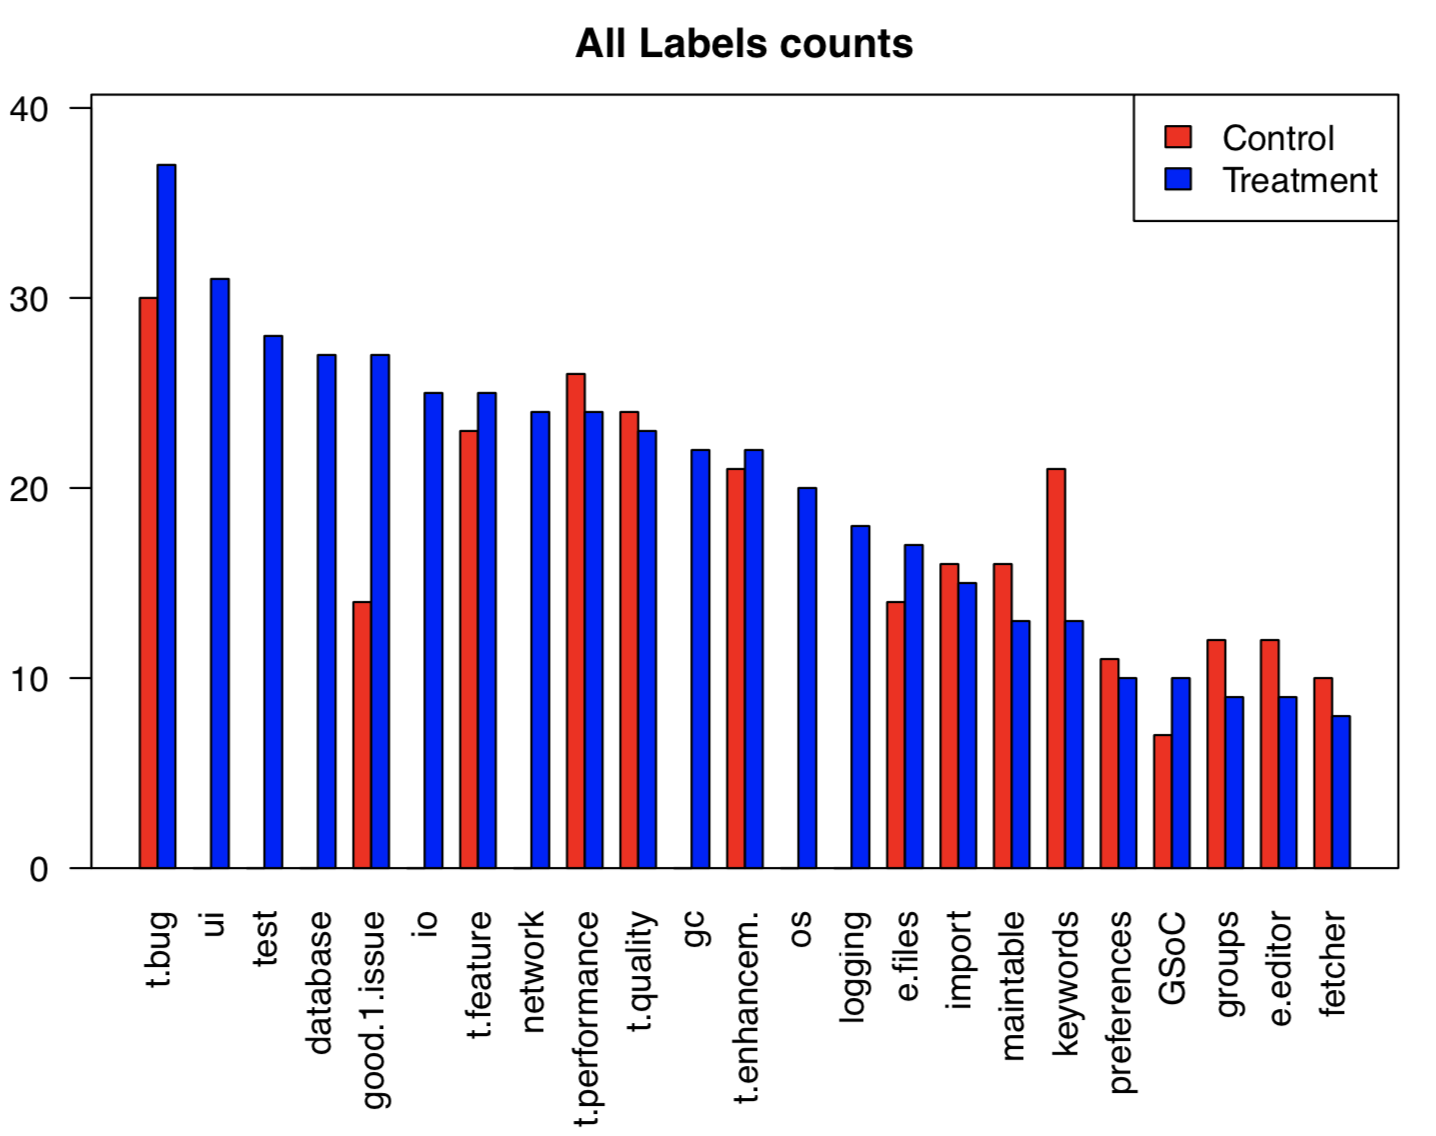 All Labels counts
40
30
20
10
0
Control
Treatment
t.bug
ui
test
database
good.1.issue
io
t.feature
network
t.performance
t.quality
gc
t.enhancem.
os
logging
e.files
import
maintable
keywords
preferences
GSoC
groups
e.editor
fetcher